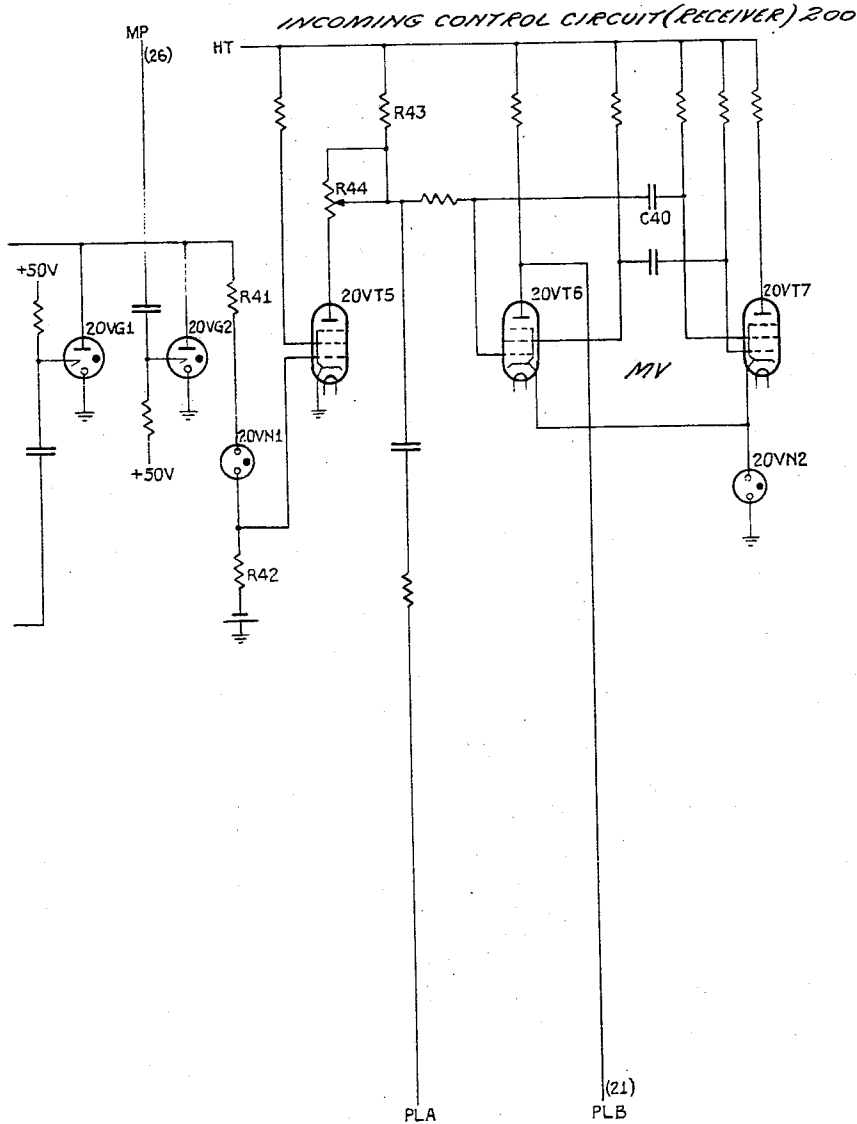 INCOMING CONTROL CIRCUIT (RECEIVER) 200
MP
(26)
HT
R43
R44
C40
+50V
R41
20VT5
20VT6
20VT7
20VG1
20VG2
MV
20VN1
+50V
20VN2
R42
(21)
PLA
PLB